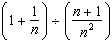 (1 + 1/n) ÷ ((n + 1)/n²)